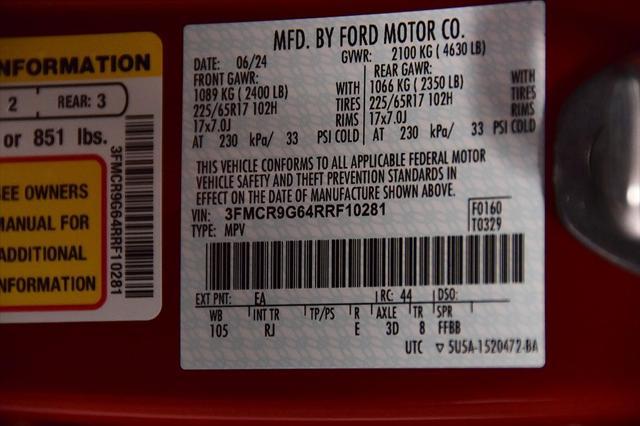 NFORMATION
2 REAR: 3
or 851 lbs.
SEE OWNERS
MANUAL FOR
ADDITIONAL
INFORMATION
3FMCR9G64RRF10281
MFD. BY FORD MOTOR CO.
DATE: 06/24 GVWR: 2100 KG ( 4630 LB)
FRONT GAWR: REAR GAWR:
1089 KG ( 2400 LB) WITH 1066 KG ( 2350 LB) WITH
225/65R17 102H TIRES 225/65R17 102H TIRES
17x7.0J RIMS 17x7.0J RIMS
AT 230 kPa/ 33 PSI COLD AT 230 kPa/ 33 PSI COLD
THIS VEHICLE CONFORMS TO ALL APPLICABLE FEDERAL MOTOR
VEHICLE SAFETY AND THEFT PREVENTION STANDARDS IN
EFFECT ON THE DATE OF MANUFACTURE SHOWN ABOVE.
VIN: 3FMCR9G64RRF10281 F0160
TYPE: MPV T0329
EXT PNT: EA RC: 44 DSO:
WB INT TR TP/PS R AXLE TR SPR
105 RJ E 3D 8 FFBB
UTC ▽ 5U5A-1520472-BA